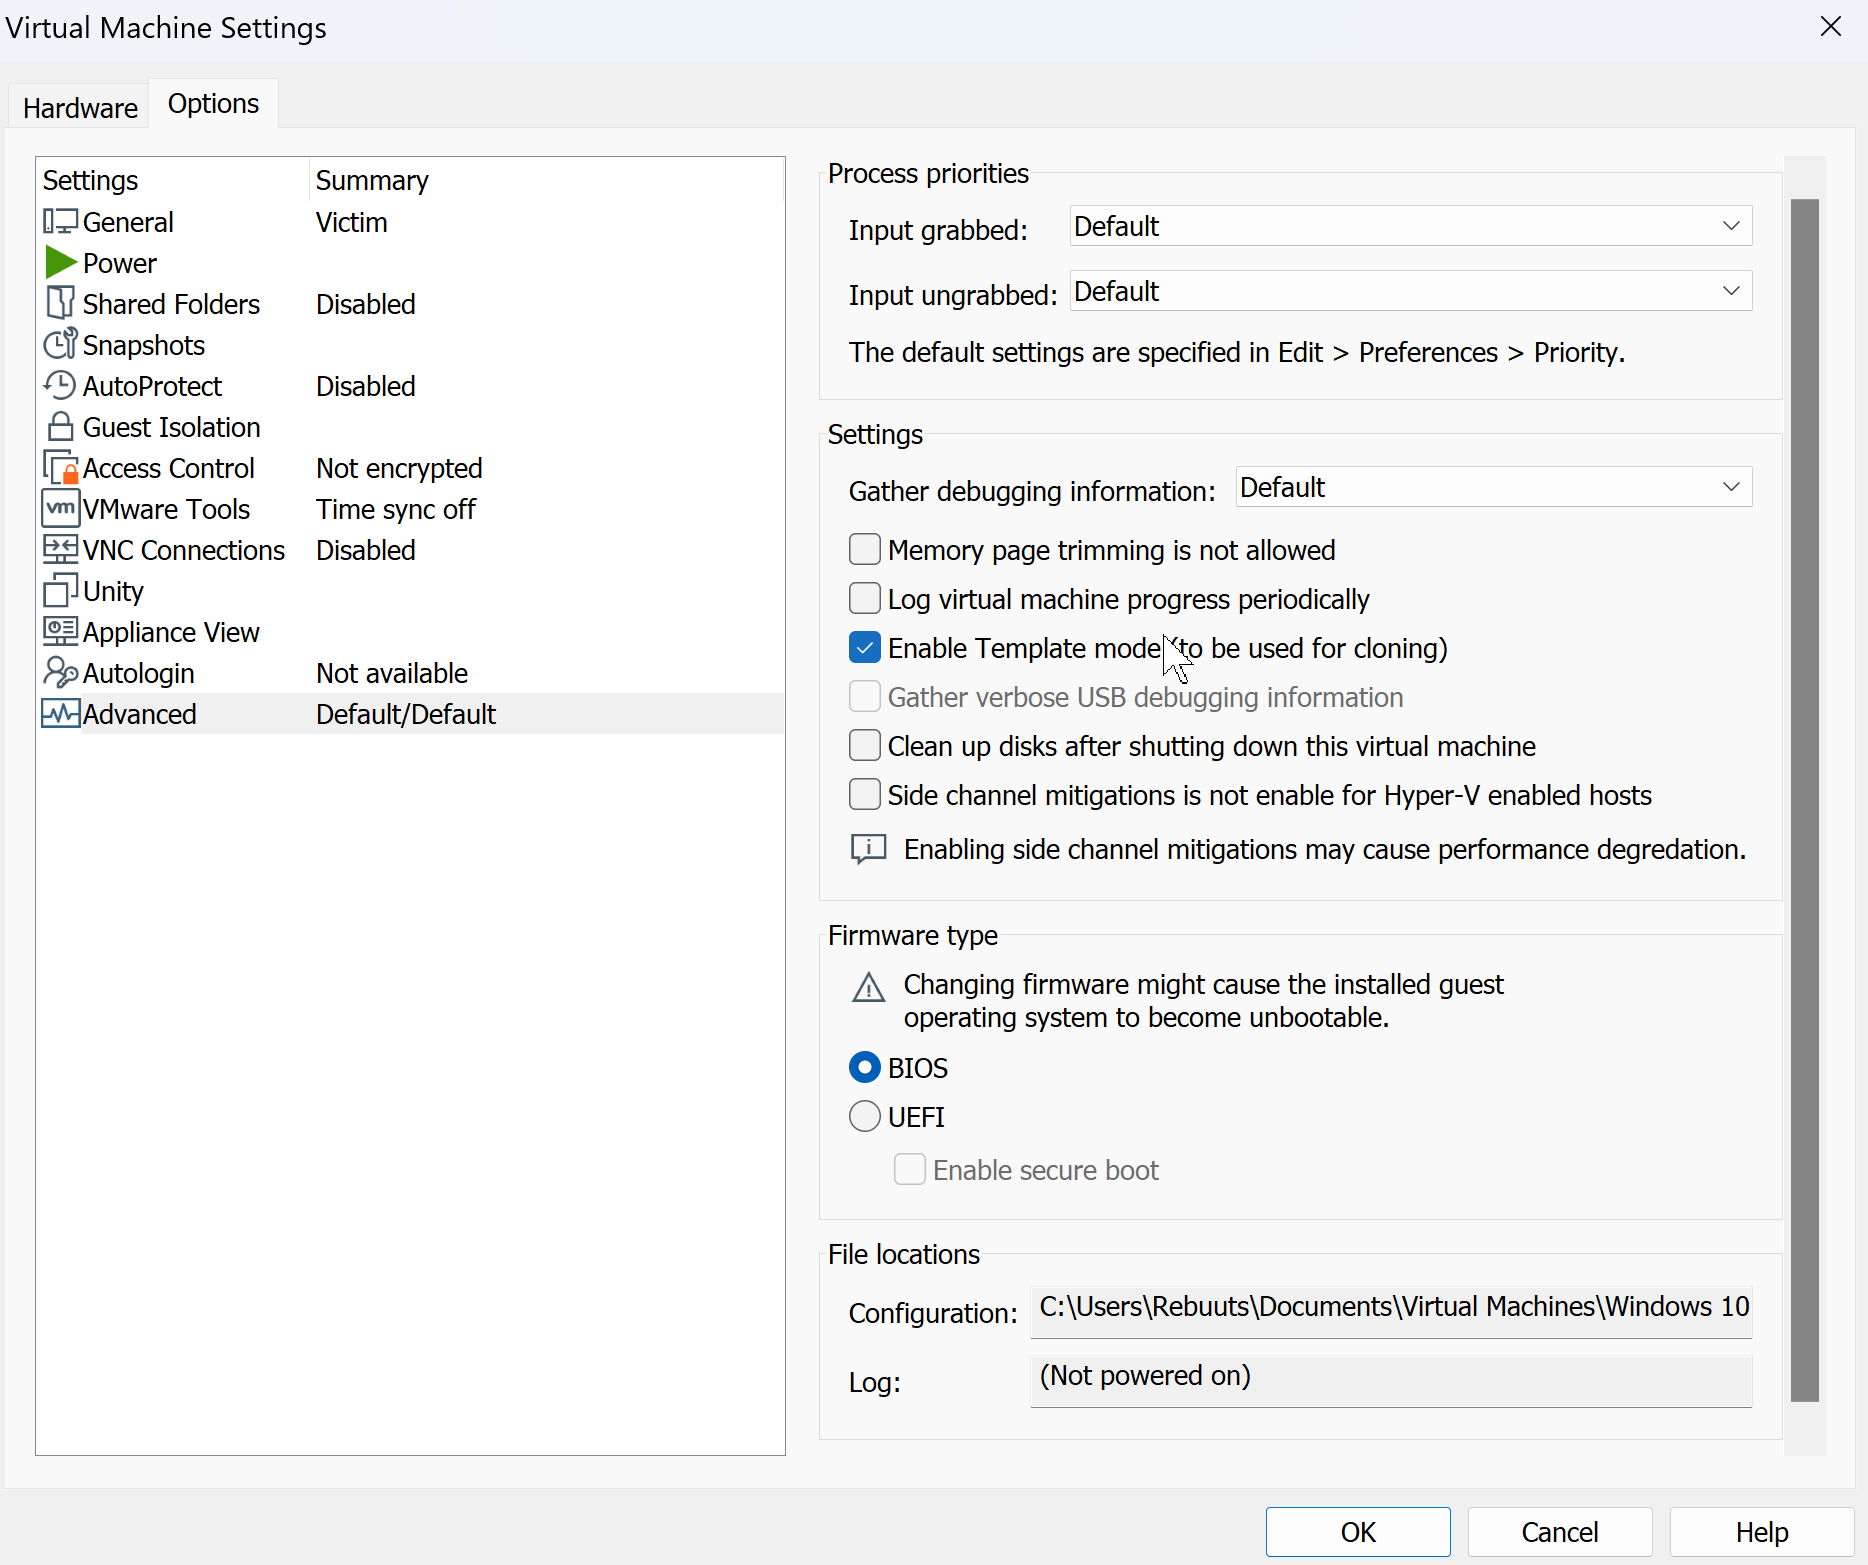 Virtual Machine Settings
Hardware
Options
Settings Summary
General Victim
Power
Shared Folders Disabled
Snapshots
AutoProtect Disabled
Guest Isolation
Access Control Not encrypted
vm VMware Tools Time sync off
VNC Connections Disabled
Unity
Appliance View
Autologin Not available
Advanced Default/Default
Process priorities
Input grabbed: Default
Input ungrabbed: Default
The default settings are specified in Edit > Preferences > Priority.
Settings
Gather debugging information: Default
Memory page trimming is not allowed
Log virtual machine progress periodically
Enable Template mode (to be used for cloning)
Gather verbose USB debugging information
Clean up disks after shutting down this virtual machine
Side channel mitigations is not enable for Hyper-V enabled hosts
Enabling side channel mitigations may cause performance degredation.
Firmware type
Changing firmware might cause the installed guest
operating system to become unbootable.
BIOS
UEFI
Enable secure boot
File locations
Configuration: C:\Users\Rebuuts\Documents\Virtual Machines\Windows 10
Log: (Not powered on)
OK Cancel Help